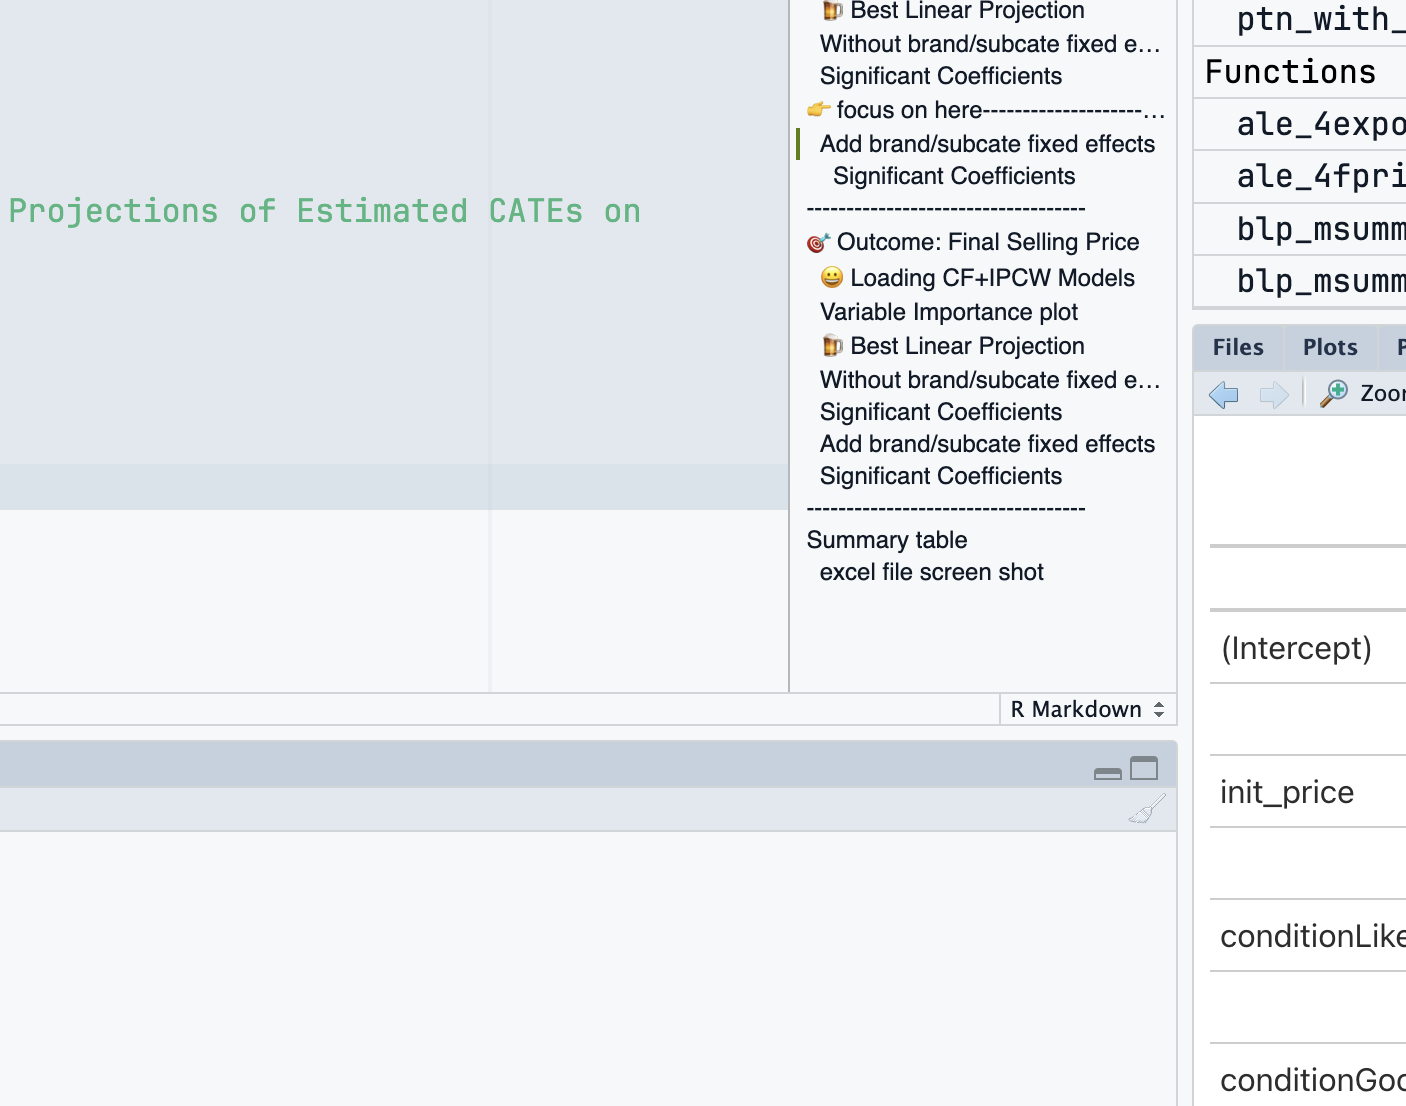 Projections of Estimated CATEs on
🍺 Best Linear Projection
Without brand/subcate fixed e…
Significant Coefficients
👉 focus on here--------------------…
Add brand/subcate fixed effects
Significant Coefficients
-----------------------------------
🎯 Outcome: Final Selling Price
😀 Loading CF+IPCW Models
Variable Importance plot
🍺 Best Linear Projection
Without brand/subcate fixed e…
Significant Coefficients
Add brand/subcate fixed effects
Significant Coefficients
-----------------------------------
Summary table
excel file screen shot
R Markdown
ptn_with_
Functions
ale_4expo
ale_4fpri
blp_msumm
blp_msumm
Files Plots P
Zoo
(Intercept)
init_price
conditionLike
conditionGoo